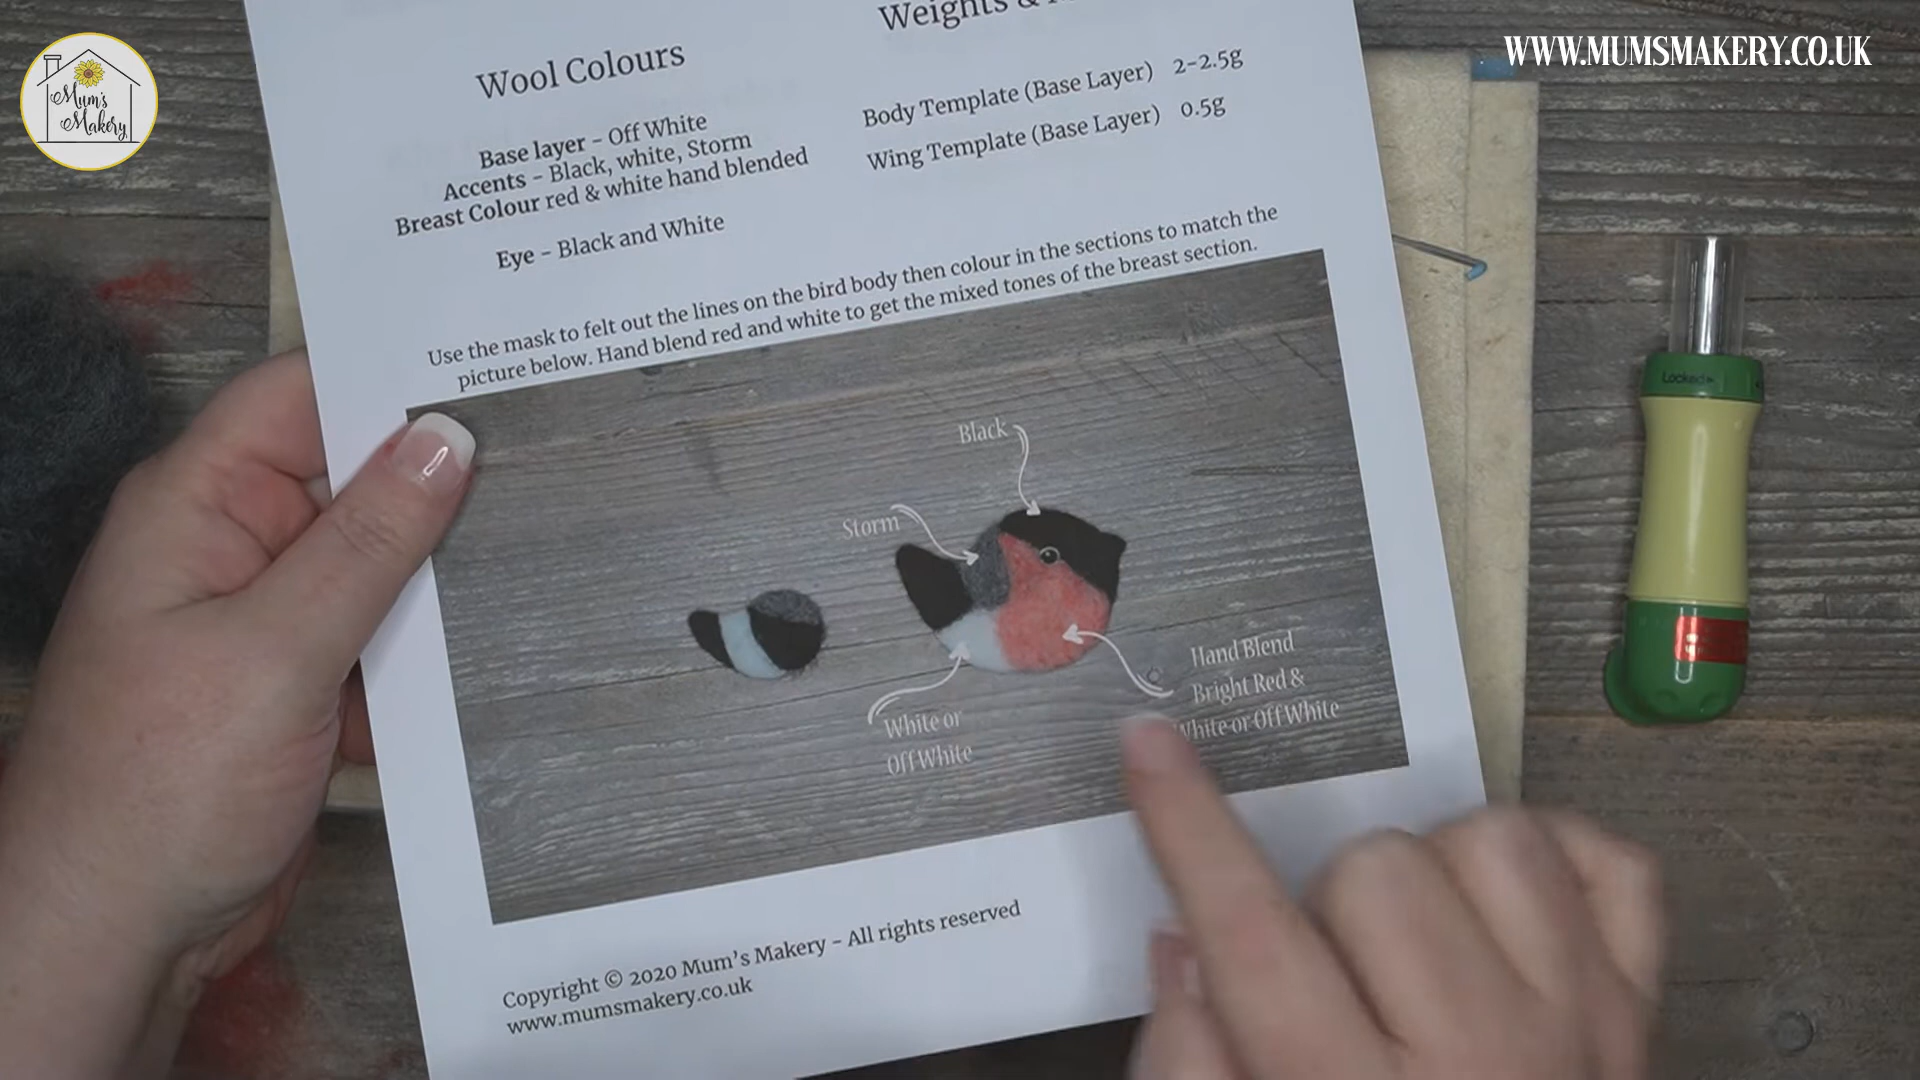 Mum's
Makery
WWW.MUMSMAKERY.CO.UK
Wool Colours
Base layer – Off White
Accents – Black, white, Storm
Breast Colour red & white hand blended
Eye – Black and White
Weights &
Body Template (Base Layer) 2-2.5g
Wing Template (Base Layer) 0.5g
Use the mask to felt out the lines on the bird body then colour in the sections to match the
picture below. Hand blend red and white to get the mixed tones of the breast section.
Black
Storm
White or
Off White
Hand Blend
Bright Red &
White or Off White
Copyright © 2020 Mum's Makery – All rights reserved
www.mumsmakery.co.uk
Locked